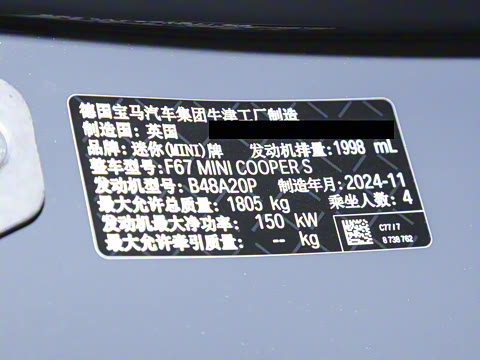 德国宝马汽车集团牛津工厂制造
制造国: 英国
品牌: 迷你(MINI)牌 发动机排量: 1998 mL
整车型号: F67 MINI COOPER S
发动机型号: B48A20P 制造年月: 2024-11
最大允许总质量: 1805 kg 乘坐人数: 4
发动机最大净功率: 150 kW
最大允许牵引质量: -- kg
C7717
8736762